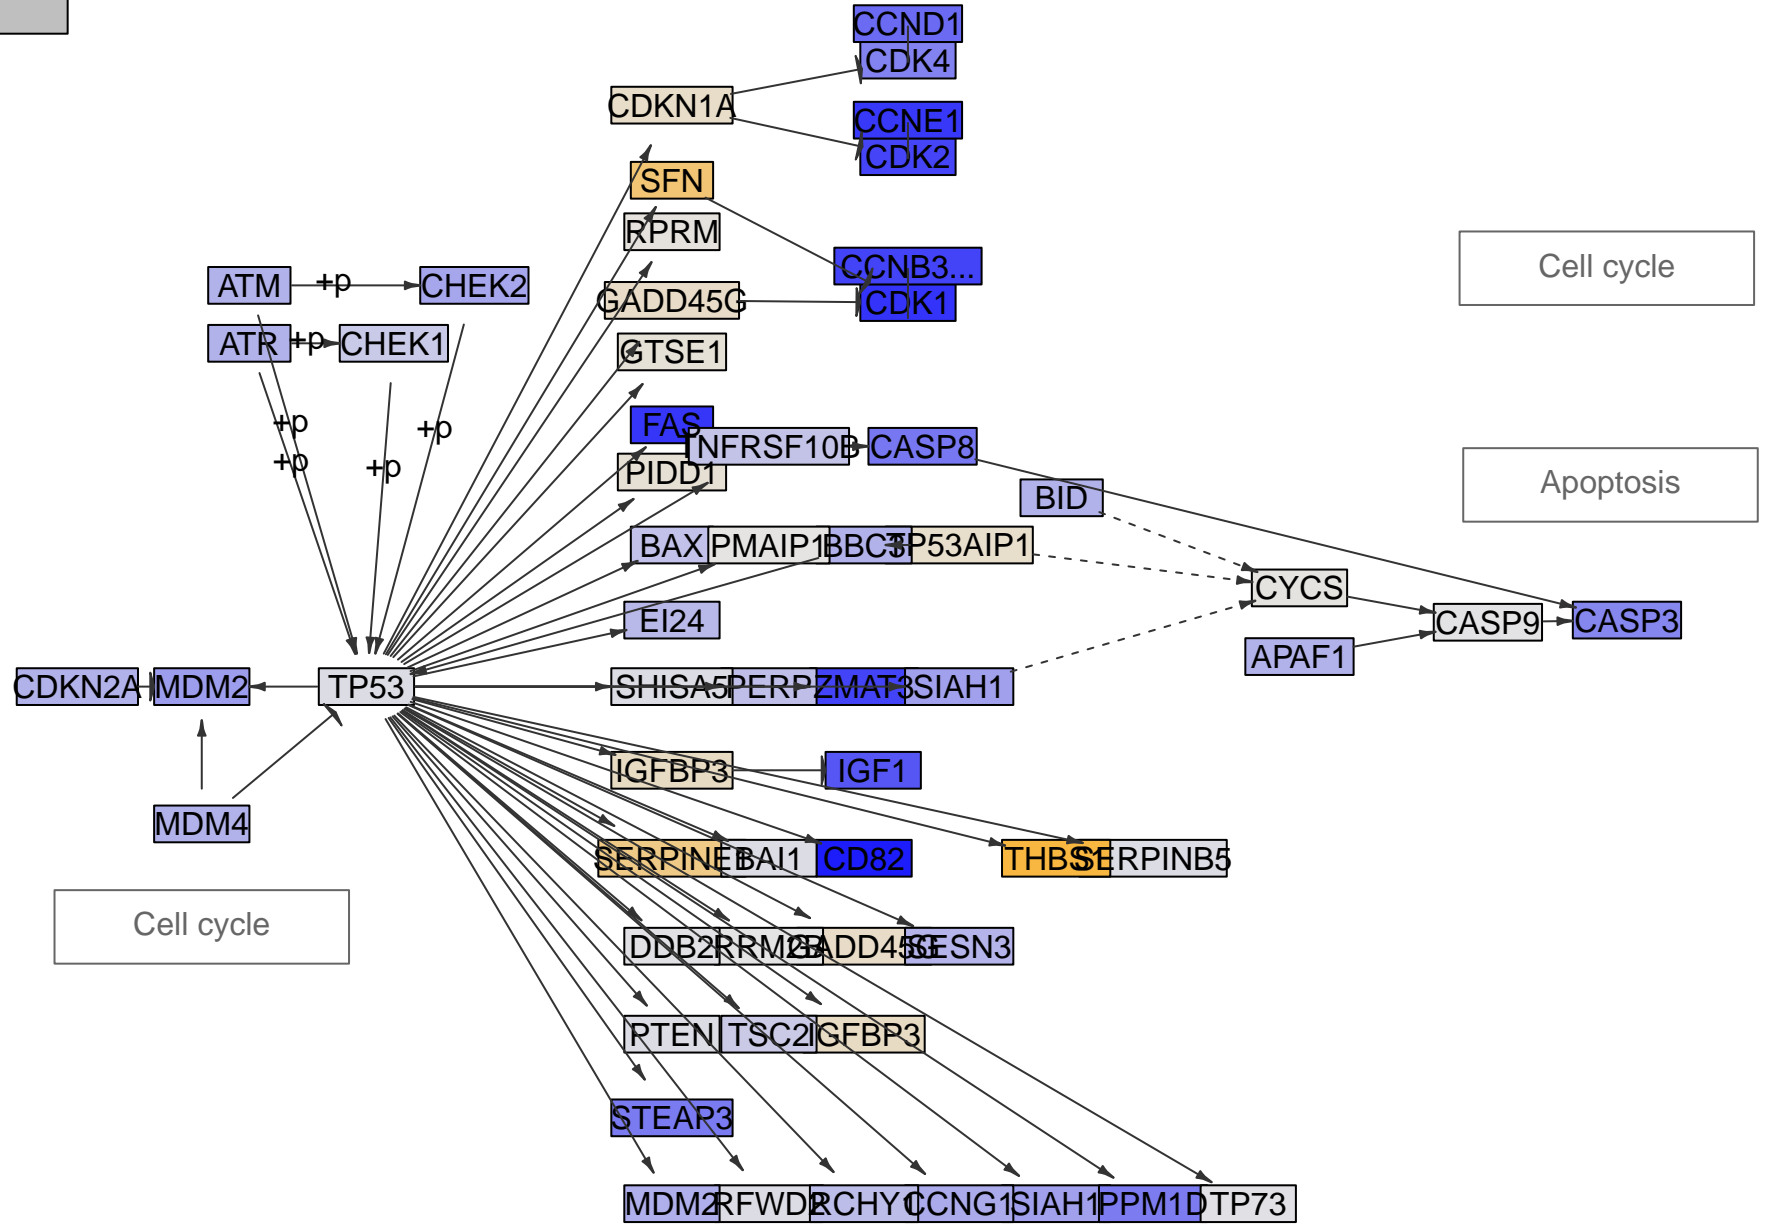 CCND1
CDK4
CDKN1A
CCNE1
CDK2
SFN
RPRM
CCNB3...
Cell cycle
ATM
+p
CHEK2
GADD45G
CDK1
ATR
+p
CHEK1
GTSE1
+p
+p
FAS
NFRSF10B
CASP8
+p
+p
PIDD1
Apoptosis
BID
BAX
PMAIP1
BBC3
TP53AIP1
CYCS
EI24
CASP9
CASP3
APAF1
CDKN2A
MDM2
TP53
SHISA5
PERP
ZMAT3
SIAH1
IGFBP3
IGF1
MDM4
SERPINE1
BAI1
CD82
THBS1
SERPINB5
Cell cycle
DDB2
RRM2B
GADD45G
SESN3
PTEN
TSC2
IGFBP3
STEAP3
MDM2
RFWD2
RCHY1
CCNG1
SIAH1
PPM1D
TP73